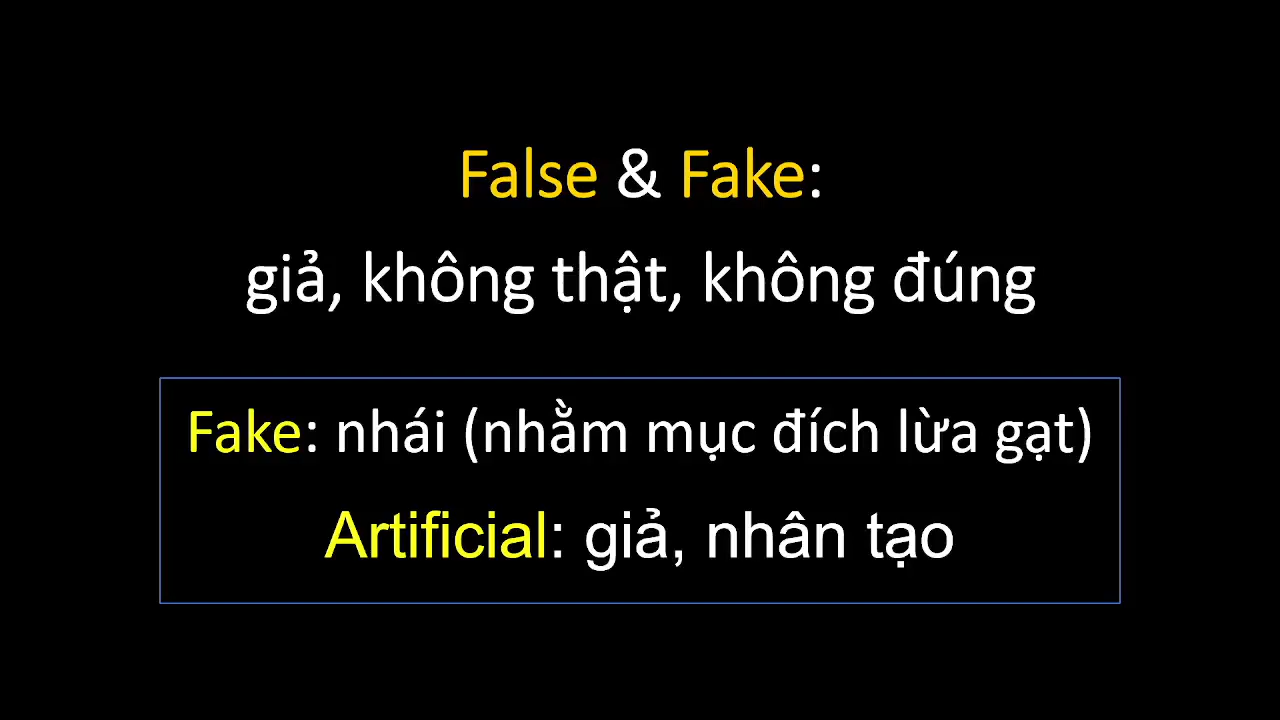 False & Fake:
giả, không thật, không đúng
Fake: nhái (nhằm mục đích lừa gạt)
Artificial: giả, nhân tạo